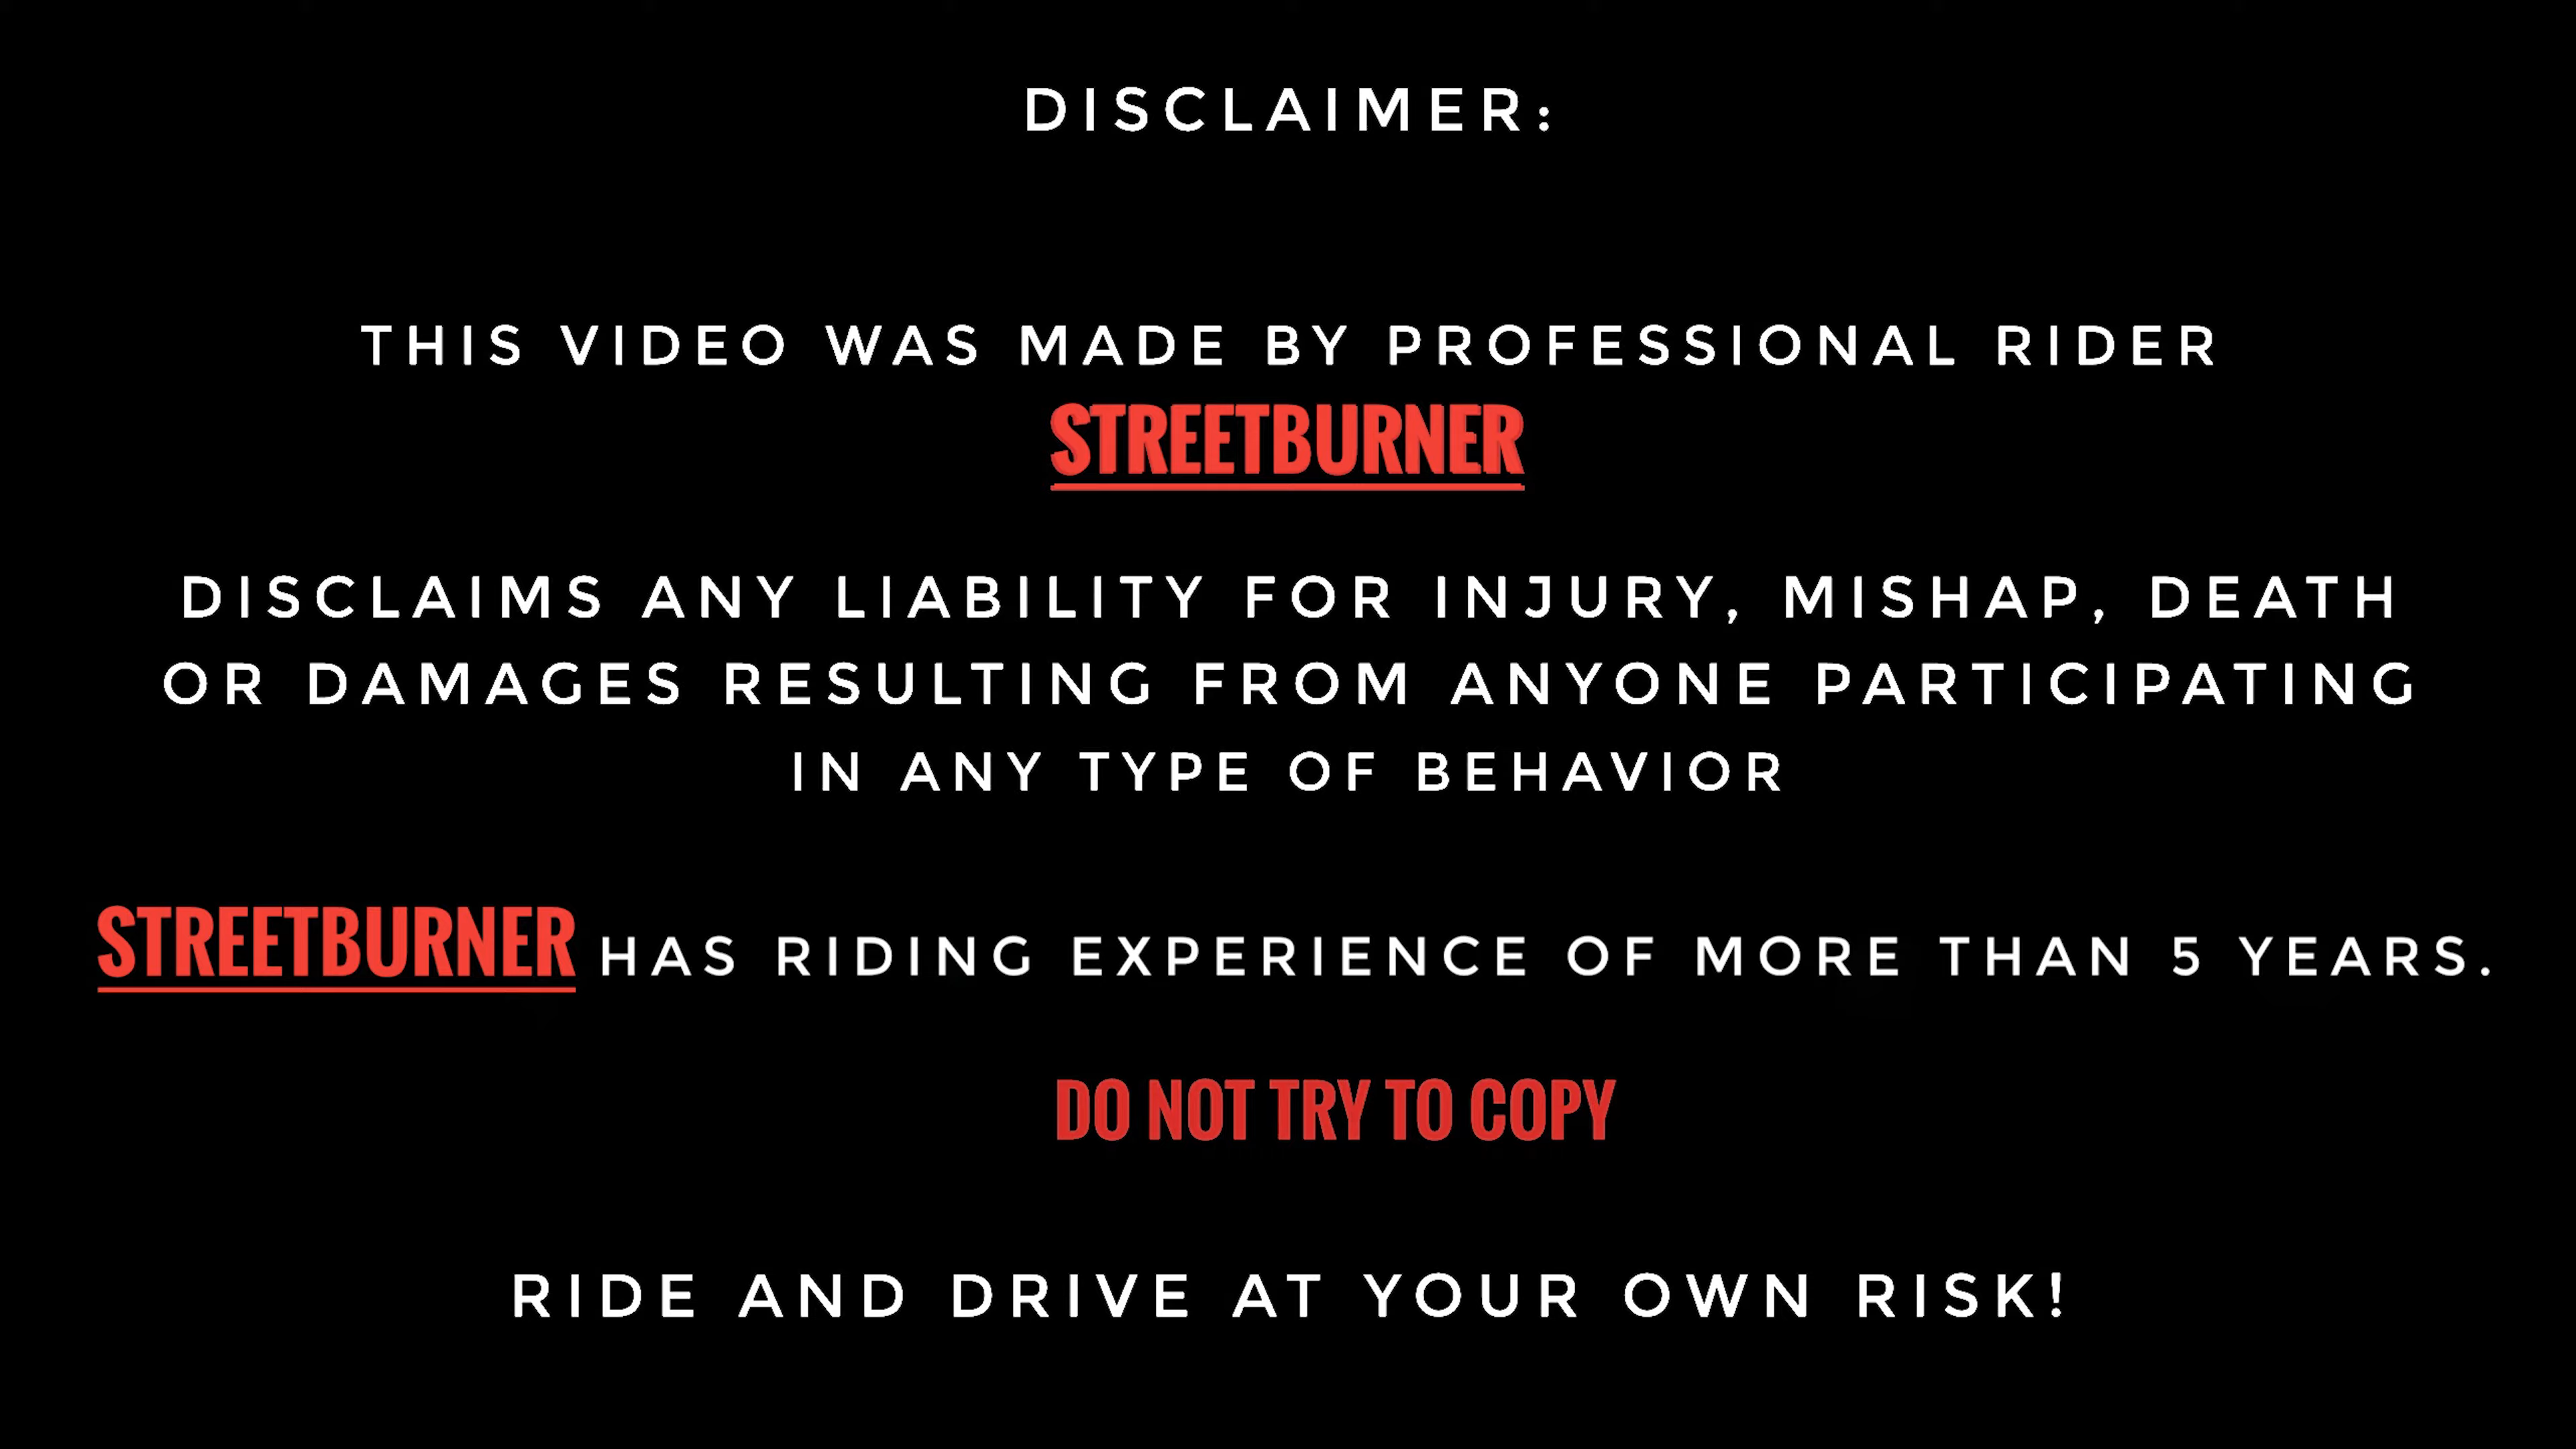 DISCLAIMER:
THIS VIDEO WAS MADE BY PROFESSIONAL RIDER
STREETBURNER
DISCLAIMS ANY LIABILITY FOR INJURY, MISHAP, DEATH
OR DAMAGES RESULTING FROM ANYONE PARTICIPATING
IN ANY TYPE OF BEHAVIOR
STREETBURNER HAS RIDING EXPERIENCE OF MORE THAN 5 YEARS.
DO NOT TRY TO COPY
RIDE AND DRIVE AT YOUR OWN RISK!